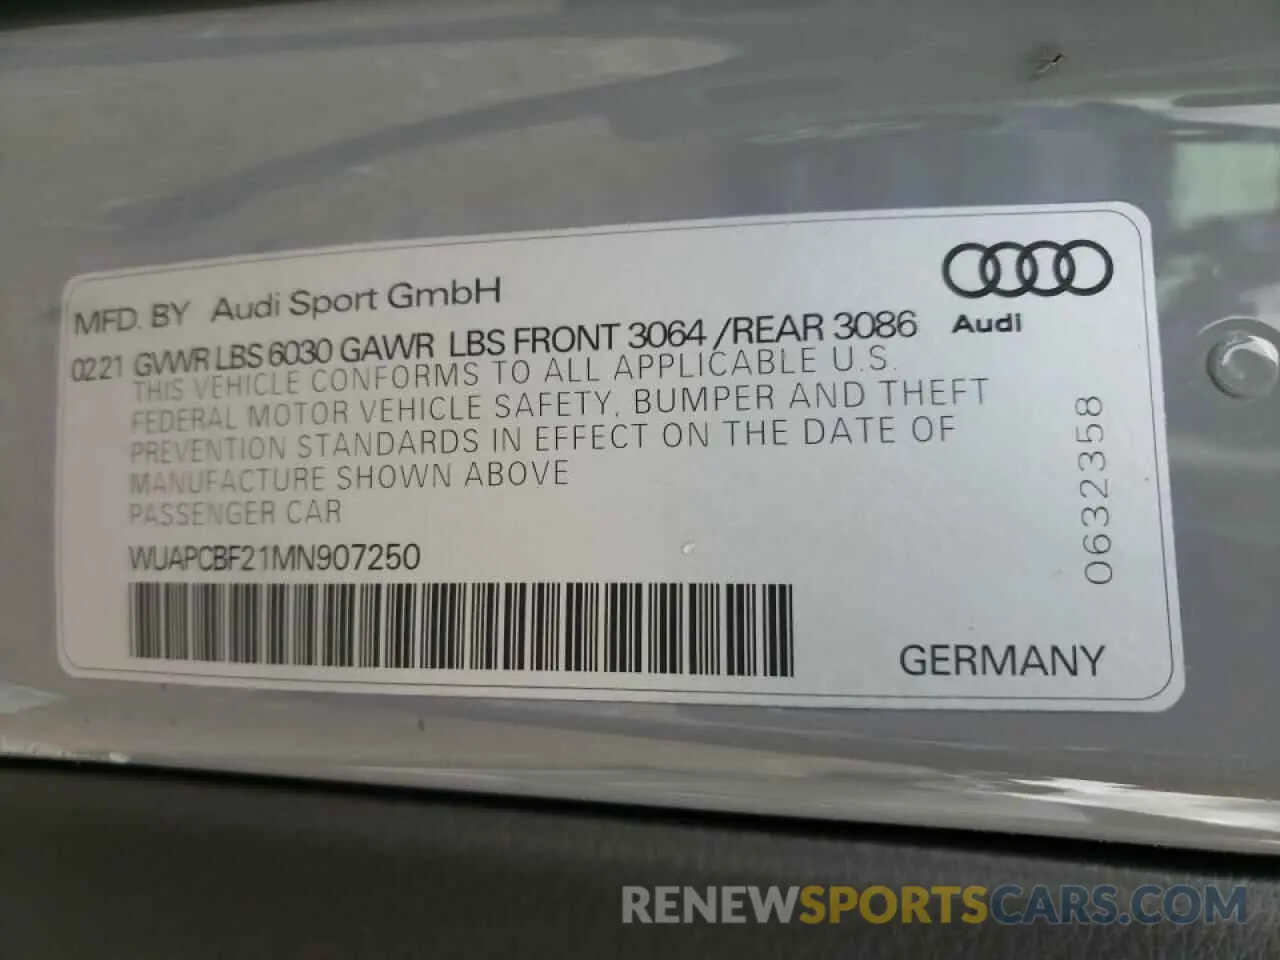 MFD. BY Audi Sport GmbH
02.21 GVWR LBS 6030 GAWR LBS FRONT 3064 /REAR 3086
Audi
THIS VEHICLE CONFORMS TO ALL APPLICABLE U.S.
FEDERAL MOTOR VEHICLE SAFETY, BUMPER AND THEFT
PREVENTION STANDARDS IN EFFECT ON THE DATE OF
MANUFACTURE SHOWN ABOVE
PASSENGER CAR
WUAPCBF21MN907250
0632358
GERMANY
RENEWSPORTSCARS.COM